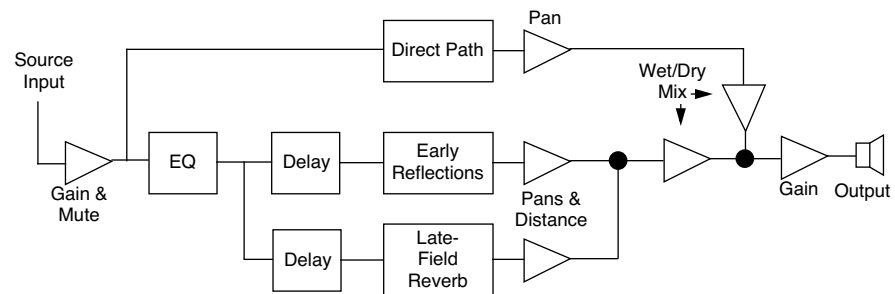 Pan
Direct Path
Source
Input
Wet/Dry
Mix
EQ
Delay
Early
Reflections
Gain &
Mute
Pans &
Distance
Gain
Output
Delay
Late-
Field
Reverb